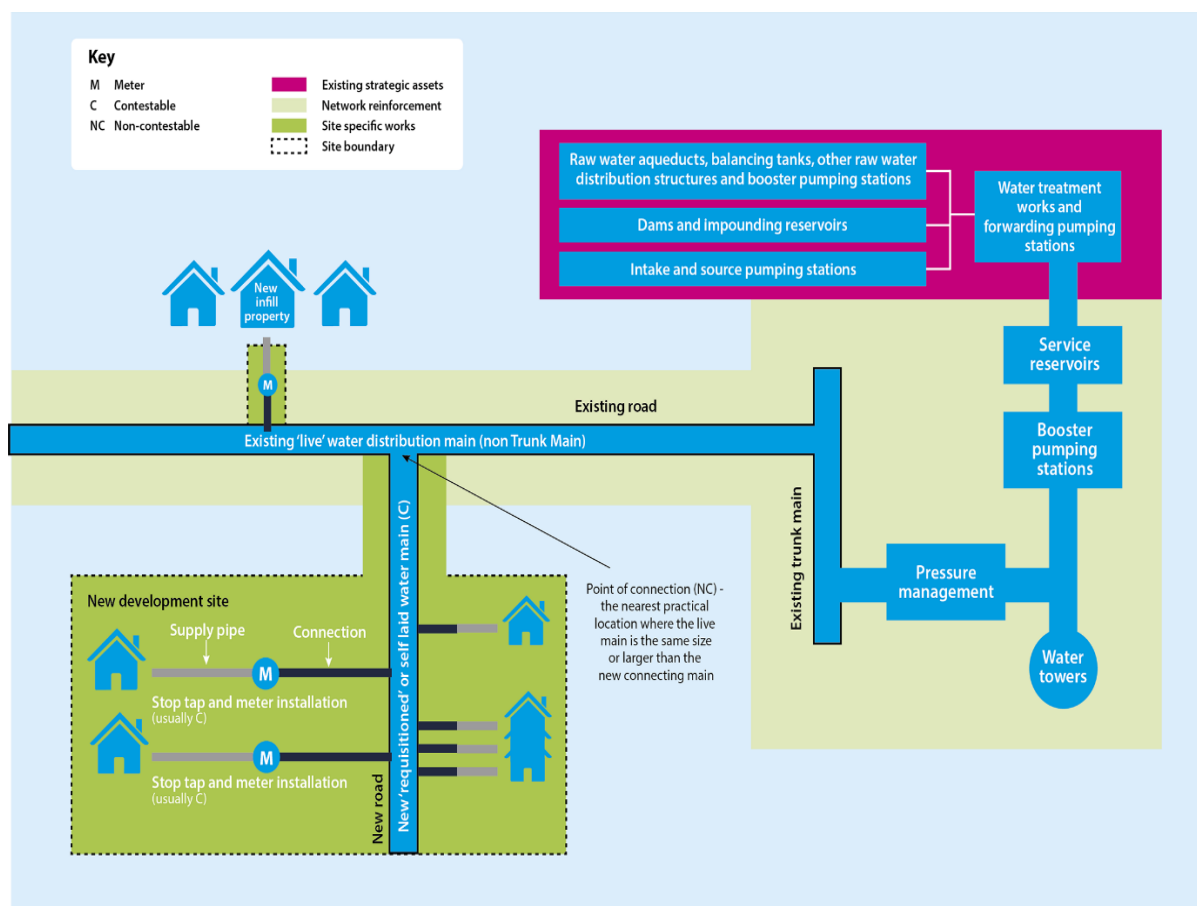 Key
M Meter
C Contestable
NC Non-contestable
Existing strategic assets
Network reinforcement
Site specific works
Site boundary
Raw water aqueducts, balancing tanks, other raw water
distribution structures and booster pumping stations
Dams and impounding reservoirs
Intake and source pumping stations
Water treatment
works and
forwarding pumping
stations
New
infill
property
M
Service
reservoirs
Existing road
Existing ‘live’ water distribution main (non Trunk Main)
Booster
pumping
stations
Existing trunk main
Pressure
management
Water
towers
Point of connection (NC) -
the nearest practical
location where the live
main is the same size
or larger than the
new connecting main
New ‘requisitioned’ or self laid water main (C)
New road
New development site
Supply pipe
Connection
M
Stop tap and meter installation
(usually C)
M
Stop tap and meter installation
(usually C)